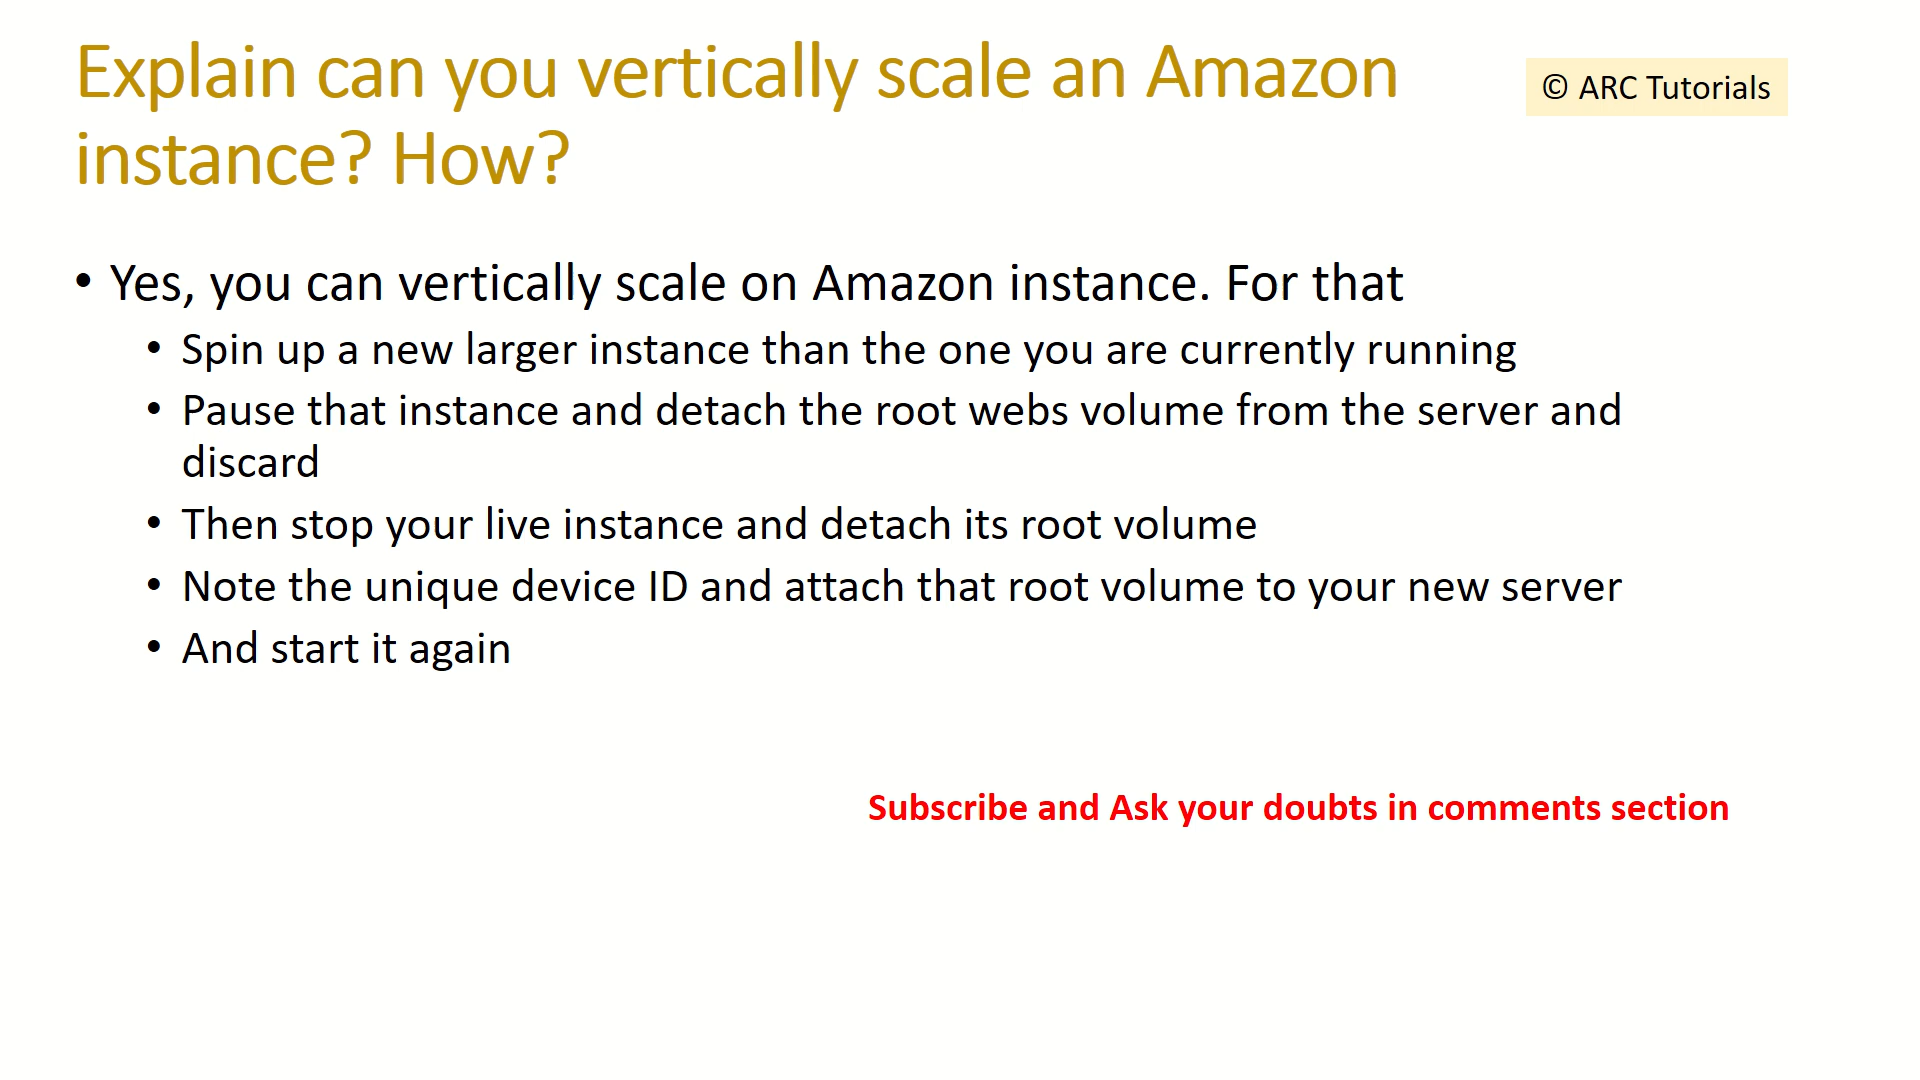 Explain can you vertically scale an Amazon
instance? How?
© ARC Tutorials
• Yes, you can vertically scale on Amazon instance. For that
• Spin up a new larger instance than the one you are currently running
• Pause that instance and detach the root webs volume from the server and
discard
• Then stop your live instance and detach its root volume
• Note the unique device ID and attach that root volume to your new server
• And start it again
Subscribe and Ask your doubts in comments section